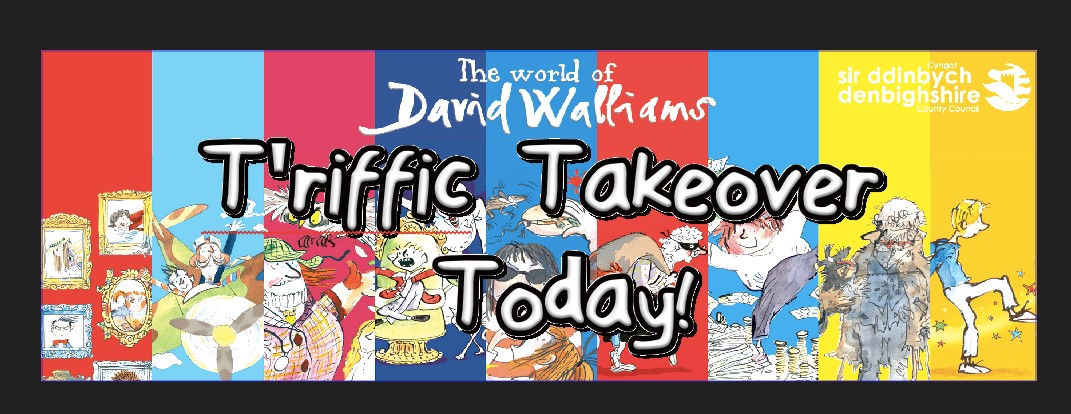 The world of
David Walliams
Cyngor
sir ddinbych
denbighshire
County Council
T'riffic Takeover
Today!